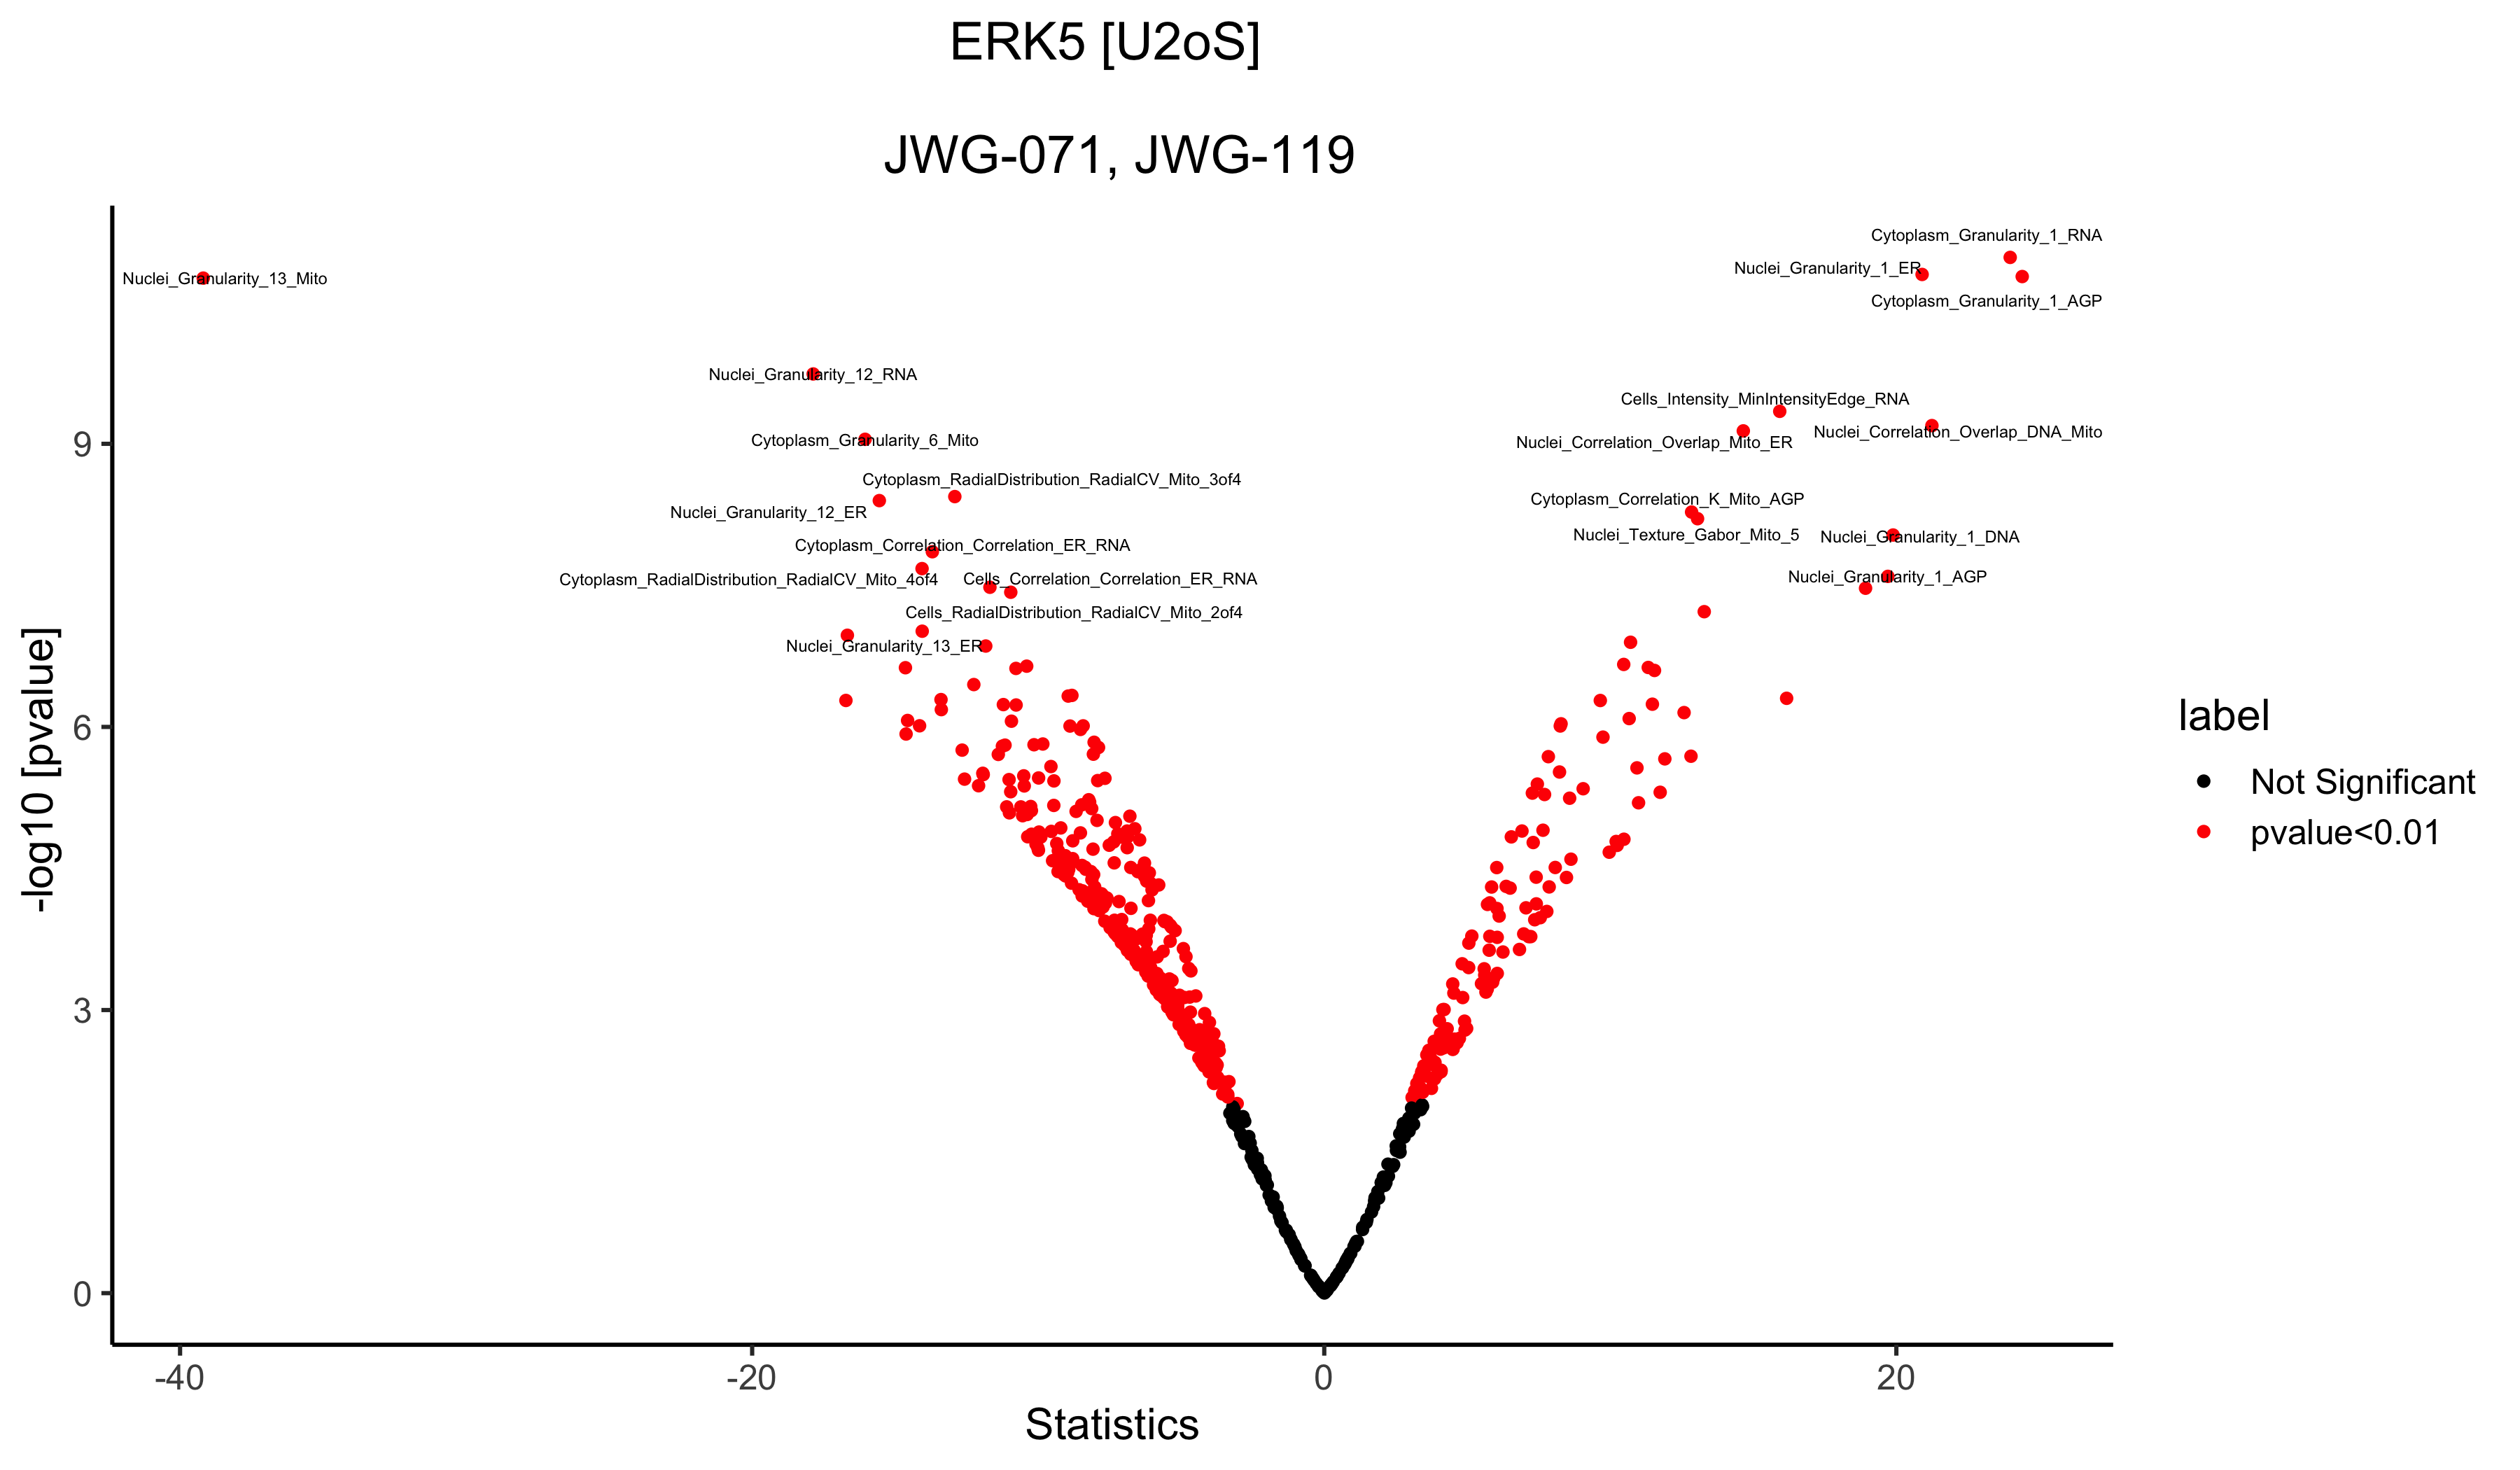 ERK5 [U2oS]
JWG-071, JWG-119
Cytoplasm_Granularity_1_RNA
Nuclei_Granularity_1_ER
Nuclei_Granularity_13_Mito
Cytoplasm_Granularity_1_AGP
Nuclei_Granularity_12_RNA
Cells_Intensity_MinIntensityEdge_RNA
Nuclei_Correlation_Overlap_DNA_Mito
Cytoplasm_Granularity_6_Mito
Nuclei_Correlation_Overlap_Mito_ER
Cytoplasm_RadialDistribution_RadialCV_Mito_3of4
Cytoplasm_Correlation_K_Mito_AGP
Nuclei_Granularity_12_ER
Nuclei_Texture_Gabor_Mito_5
Nuclei_Granularity_1_DNA
Cytoplasm_Correlation_Correlation_ER_RNA
Cytoplasm_RadialDistribution_RadialCV_Mito_4of4
Cells_Correlation_Correlation_ER_RNA
Nuclei_Granularity_1_AGP
Cells_RadialDistribution_RadialCV_Mito_2of4
Nuclei_Granularity_13_ER
9
6
3
0
-log10 [pvalue]
-40
-20
0
20
Statistics
label
Not Significant
pvalue<0.01